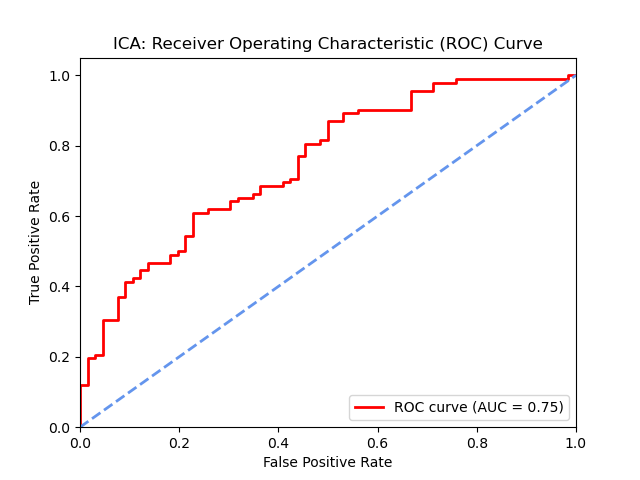 ICA: Receiver Operating Characteristic (ROC) Curve
True Positive Rate
1.0
0.8
0.6
0.4
0.2
0.0
ROC curve (AUC = 0.75)
0.0 0.2 0.4 0.6 0.8 1.0
False Positive Rate